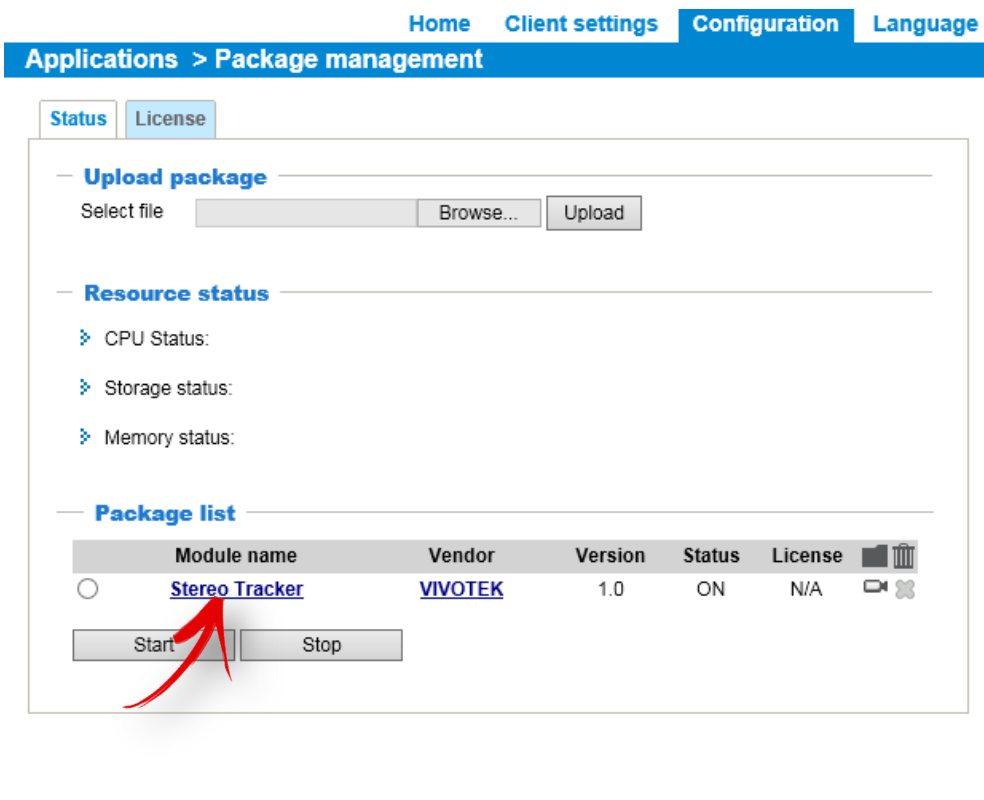 Home Client settings Configuration Language
Applications > Package management
Status License
Upload package
Select file Browse... Upload
Resource status
CPU Status:
Storage status:
Memory status:
Package list
Module name Vendor Version Status License
Stereo Tracker VIVOTEK 1.0 ON N/A
Start Stop